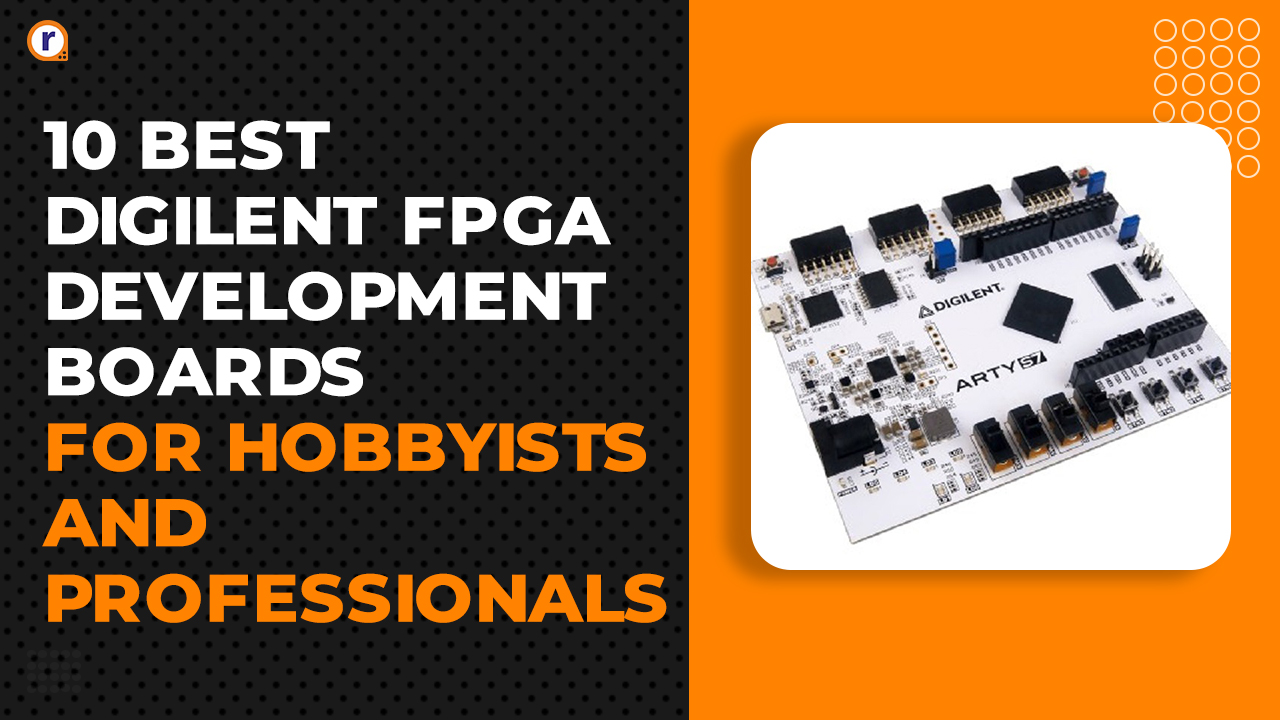 r
10 BEST
DIGILENT FPGA
DEVELOPMENT
BOARDS
FOR HOBBYISTS
AND
PROFESSIONALS
DIGILENT
ARTY S7